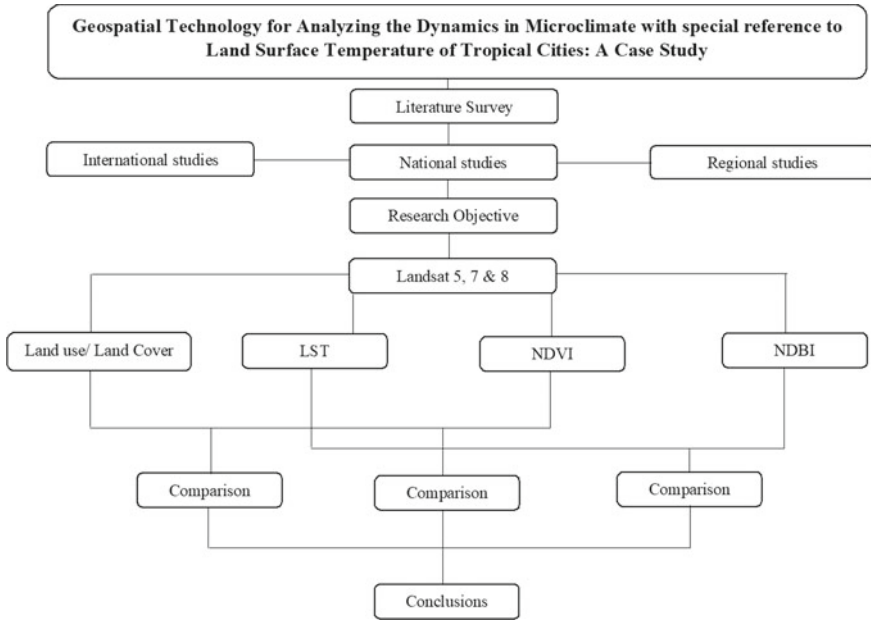 Geospatial Technology for Analyzing the Dynamics in Microclimate with special reference to
Land Surface Temperature of Tropical Cities: A Case Study
Literature Survey
International studies
National studies
Regional studies
Research Objective
Landsat 5, 7 & 8
Land use/ Land Cover
LST
NDVI
NDBI
Comparison
Comparison
Comparison
Conclusions